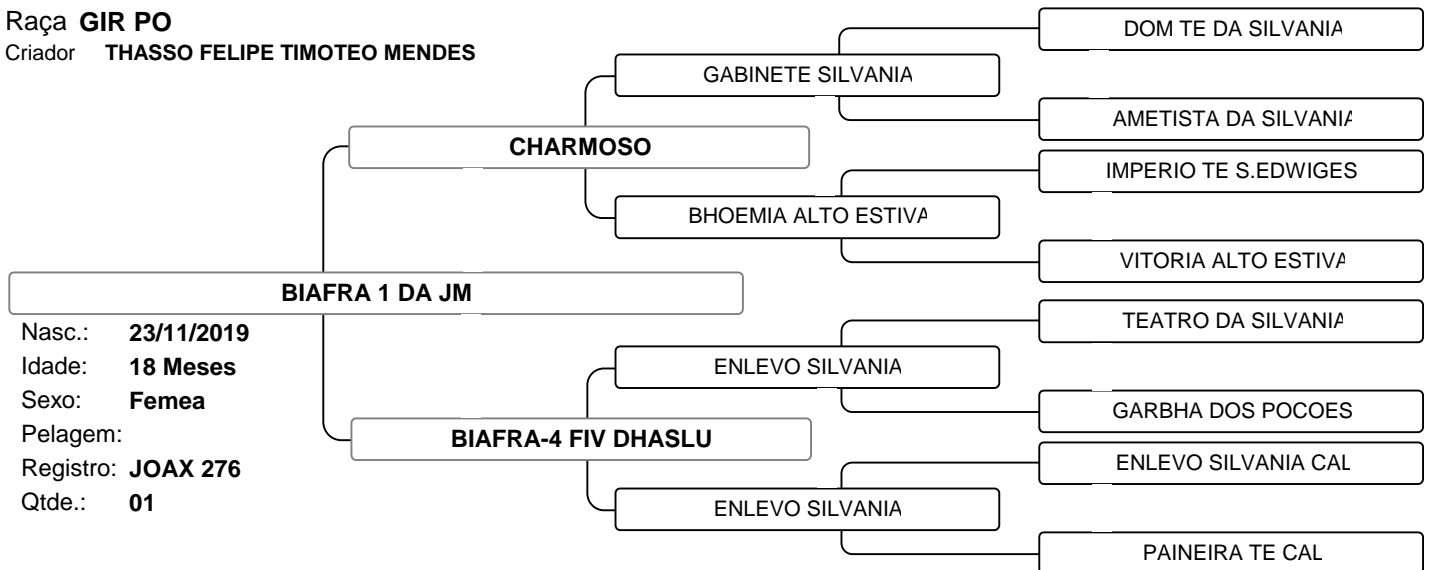 Raça GIR PO
Criador THASSO FELIPE TIMOTEO MENDES
DOM TE DA SILVANIA
GABINETE SILVANIA
AMETISTA DA SILVANIA
CHARMOSO
IMPERIO TE S.EDWIGES
BHOEMIA ALTO ESTIVA
VITORIA ALTO ESTIVA
BIAFRA 1 DA JM
Nasc.: 23/11/2019
Idade: 18 Meses
Sexo: Femea
Pelagem:
Registro: JOAX 276
Qtde.: 01
TEATRO DA SILVANIA
ENLEVO SILVANIA
GARBHA DOS POCOES
BIAFRA-4 FIV DHASLU
ENLEVO SILVANIA CAL
ENLEVO SILVANIA
PAINEIRA TE CAL